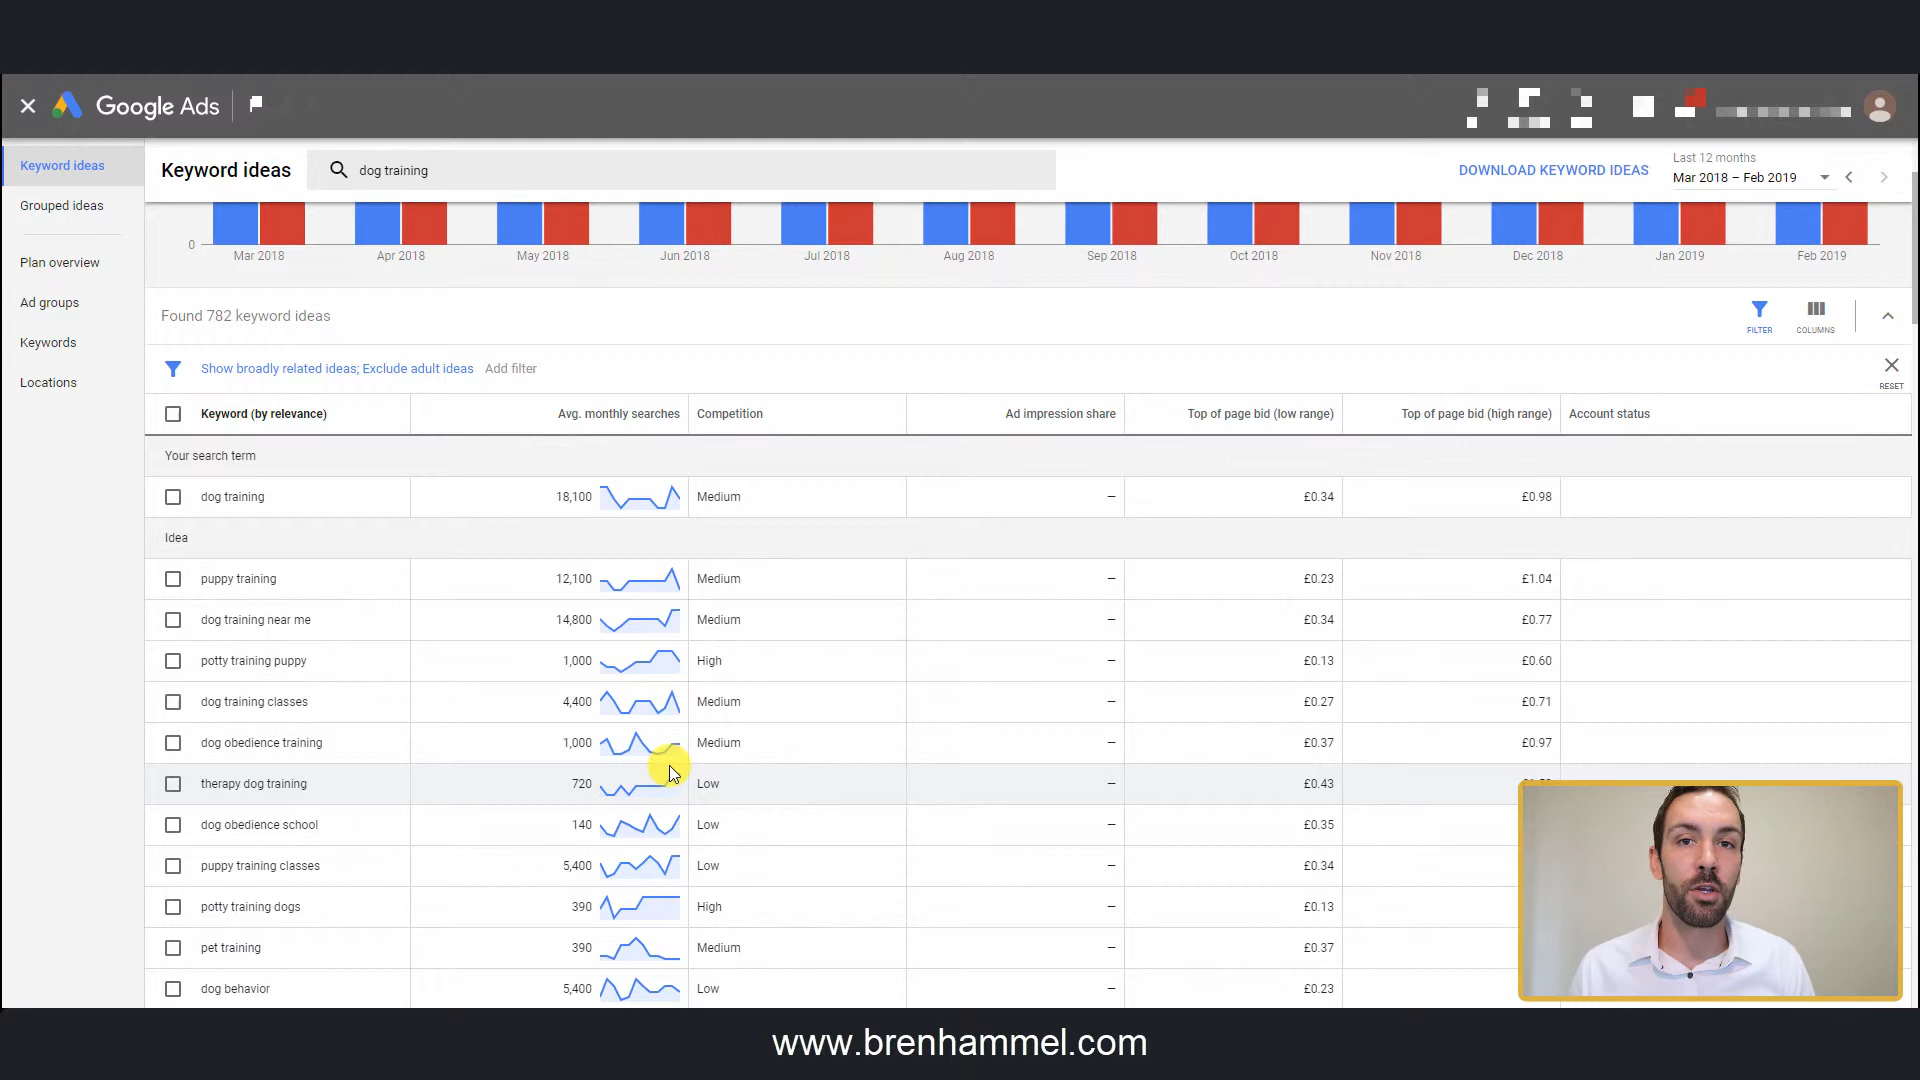 Google Ads
Keyword ideas
Grouped ideas
Plan overview
Ad groups
Keywords
Locations
Keyword ideas
dog training
DOWNLOAD KEYWORD IDEAS
Last 12 months
Mar 2018 – Feb 2019
0
Mar 2018 Apr 2018 May 2018 Jun 2018 Jul 2018 Aug 2018 Sep 2018 Oct 2018 Nov 2018 Dec 2018 Jan 2019 Feb 2019
Found 782 keyword ideas
FILTER
COLUMNS
Show broadly related ideas; Exclude adult ideas Add filter
RESET
Keyword (by relevance) Avg. monthly searches Competition Ad impression share Top of page bid (low range) Top of page bid (high range) Account status
Your search term
dog training 18,100 Medium – £0.34 £0.98
Idea
puppy training 12,100 Medium – £0.23 £1.04
dog training near me 14,800 Medium – £0.34 £0.77
potty training puppy 1,000 High – £0.13 £0.60
dog training classes 4,400 Medium – £0.27 £0.71
dog obedience training 1,000 Medium – £0.37 £0.97
therapy dog training 720 Low – £0.43
dog obedience school 140 Low – £0.35
puppy training classes 5,400 Low – £0.34
potty training dogs 390 High – £0.13
pet training 390 Medium – £0.37
dog behavior 5,400 Low – £0.23
www.brenhammel.com